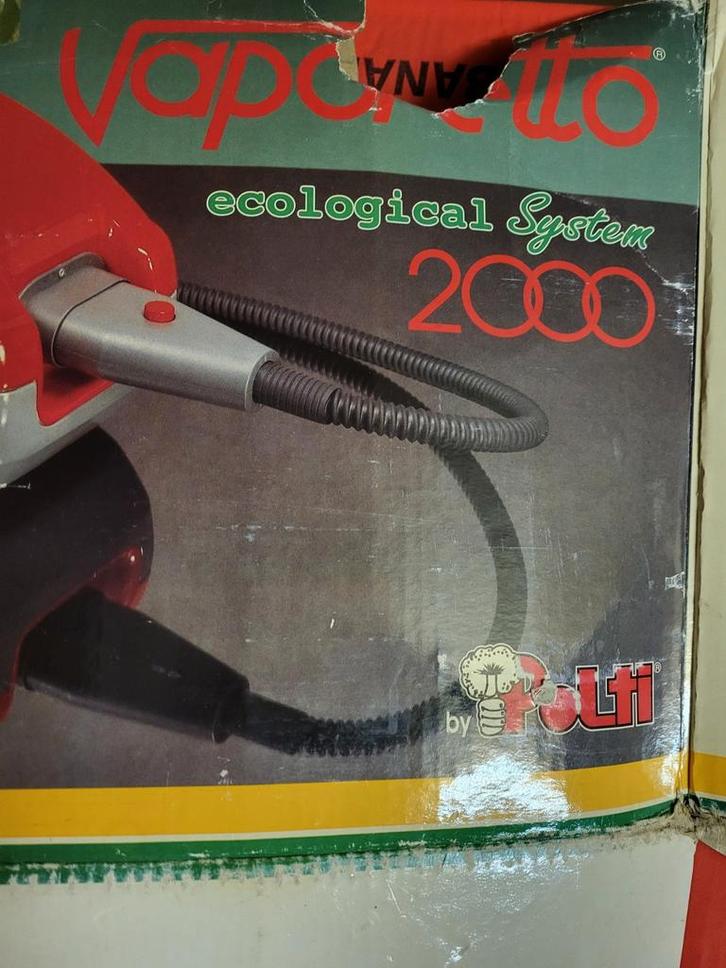 Vaporetto®
ecological System
2000
by Polti®